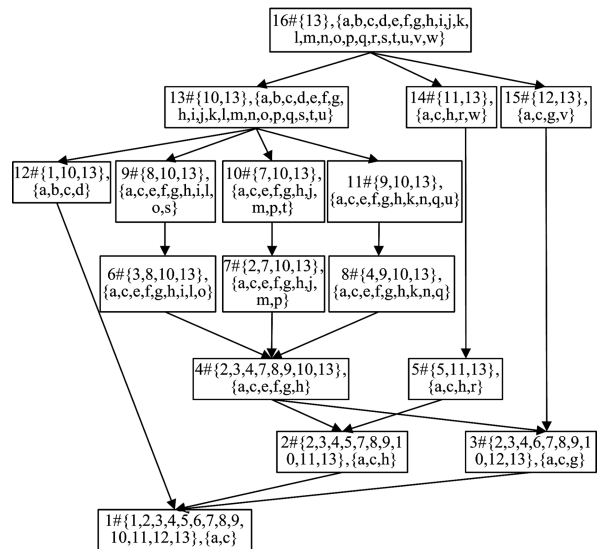 16#{13},{a,b,c,d,e,f,g,h,i,j,k,
l,m,n,o,p,q,r,s,t,u,v,w}
13#{10,13},{a,b,c,d,e,f,g,
h,i,j,k,l,m,n,o,p,q,s,t,u}
14#{11,13},
{a,c,h,r,w}
15#{12,13},
{a,c,g,v}
12#{1,10,13},
{a,b,c,d}
9#{8,10,13},
{a,c,e,f,g,h,i,l,
o,s}
10#{7,10,13},
{a,c,e,f,g,h,j,
m,p,t}
11#{9,10,13},
{a,c,e,f,g,h,k,n,q,u}
6#{3,8,10,13},
{a,c,e,f,g,h,i,l,o}
7#{2,7,10,13},
{a,c,e,f,g,h,j,
m,p}
8#{4,9,10,13},
{a,c,e,f,g,h,k,n,q}
4#{2,3,4,7,8,9,10,13},
{a,c,e,f,g,h}
5#{5,11,13},
{a,c,h,r}
2#{2,3,4,5,7,8,9,1
0,11,13},{a,c,h}
3#{2,3,4,6,7,8,9,1
0,12,13},{a,c,g}
1#{1,2,3,4,5,6,7,8,9,
10,11,12,13},{a,c}